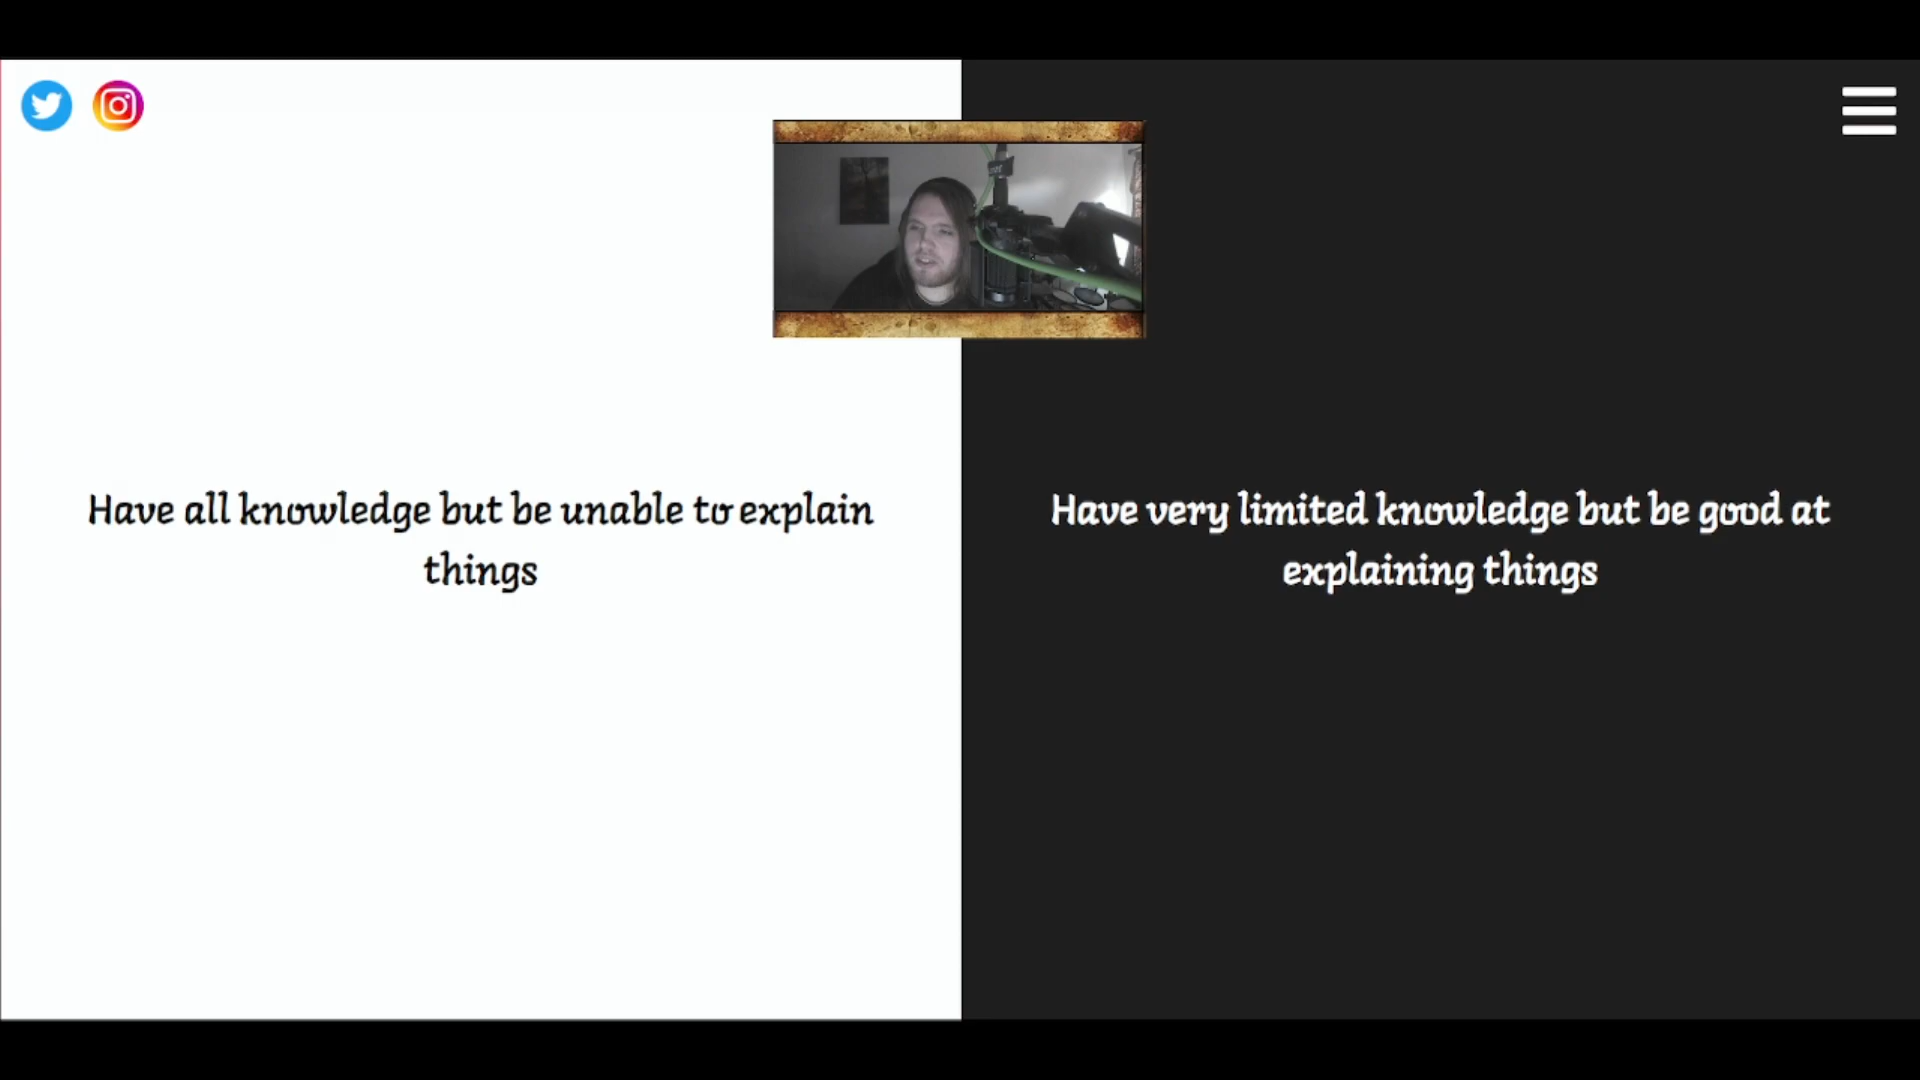 Have all knowledge but be unable to explain
things
Have very limited knowledge but be good at
explaining things